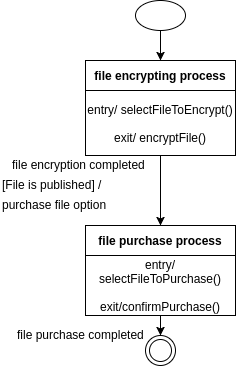 file encrypting process
entry/ selectFileToEncrypt()
exit/ encryptFile()
file encryption completed
[File is published] /
purchase file option
file purchase process
entry/
selectFileToPurchase()
exit/confirmPurchase()
file purchase completed